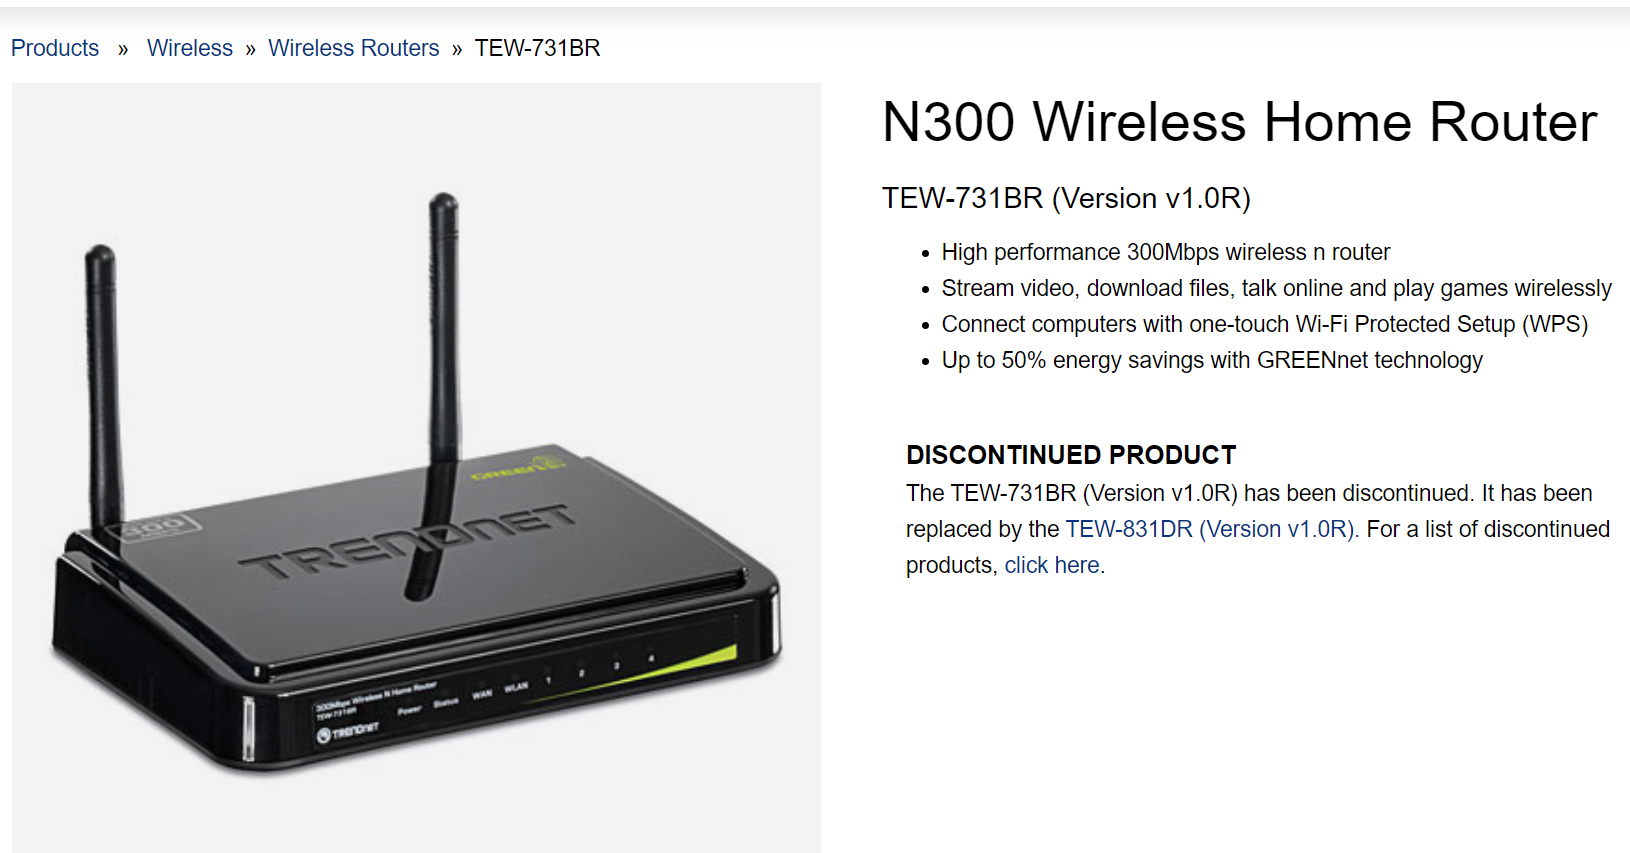 Products » Wireless » Wireless Routers » TEW-731BR
N300 Wireless Home Router
TEW-731BR (Version v1.0R)
• High performance 300Mbps wireless n router
• Stream video, download files, talk online and play games wirelessly
• Connect computers with one-touch Wi-Fi Protected Setup (WPS)
• Up to 50% energy savings with GREENnet technology
DISCONTINUED PRODUCT
The TEW-731BR (Version v1.0R) has been discontinued. It has been
replaced by the TEW-831DR (Version v1.0R). For a list of discontinued
products, click here.
GREEN
300
TRENDNET
300Mbps Wireless N Home Router
TEW-731BR
TRENDNET
Power Status WAN WLAN 1 2 3 4